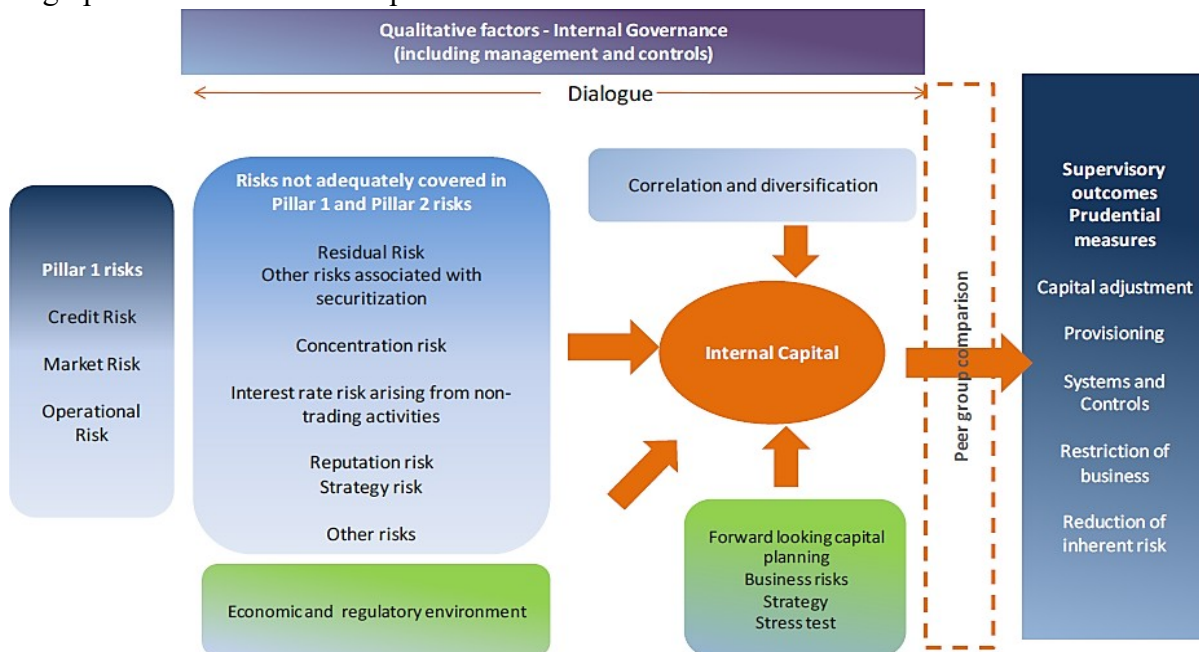 Qualitative factors - Internal Governance
(including management and controls)
Dialogue
Pillar 1 risks
Credit Risk
Market Risk
Operational
Risk
Risks not adequately covered in
Pillar 1 and Pillar 2 risks
Residual Risk
Other risks associated with
securitization
Concentration risk
Interest rate risk arising from non-
trading activities
Reputation risk
Strategy risk
Other risks
Economic and regulatory environment
Correlation and diversification
Internal Capital
Forward looking capital
planning
Business risks
Strategy
Stress test
Peer group comparison
Supervisory
outcomes
Prudential
measures
Capital adjustment
Provisioning
Systems and
Controls
Restriction of
business
Reduction of
inherent risk